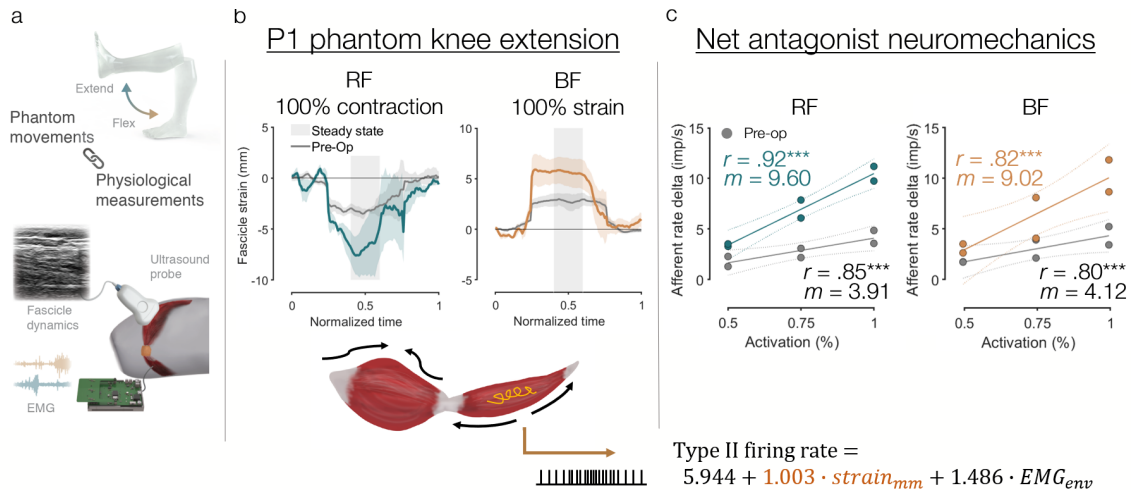 a
Extend
Flex
Phantom
movements
Physiological
measurements
Ultrasound
probe
Fascicle
dynamics
EMG
b
P1 phantom knee extension
RF
100% contraction
BF
100% strain
Steady state
Pre-Op
Fascicle strain (mm)
5
0
-5
-10
0
0.5
1
Normalized time
10
5
0
-5
0
0.5
1
Normalized time
c
Net antagonist neuromechanics
RF
BF
Pre-op
Afferent rate delta (imp/s)
15
10
5
0
r = .92***
m = 9.60
r = .85***
m = 3.91
0.5
0.75
1
Activation (%)
Afferent rate delta (imp/s)
15
10
5
0
r = .82***
m = 9.02
r = .80***
m = 4.12
0.5
0.75
1
Activation (%)
Type II firing rate =
5.944 + 1.003 · strain_mm + 1.486 · EMG_env